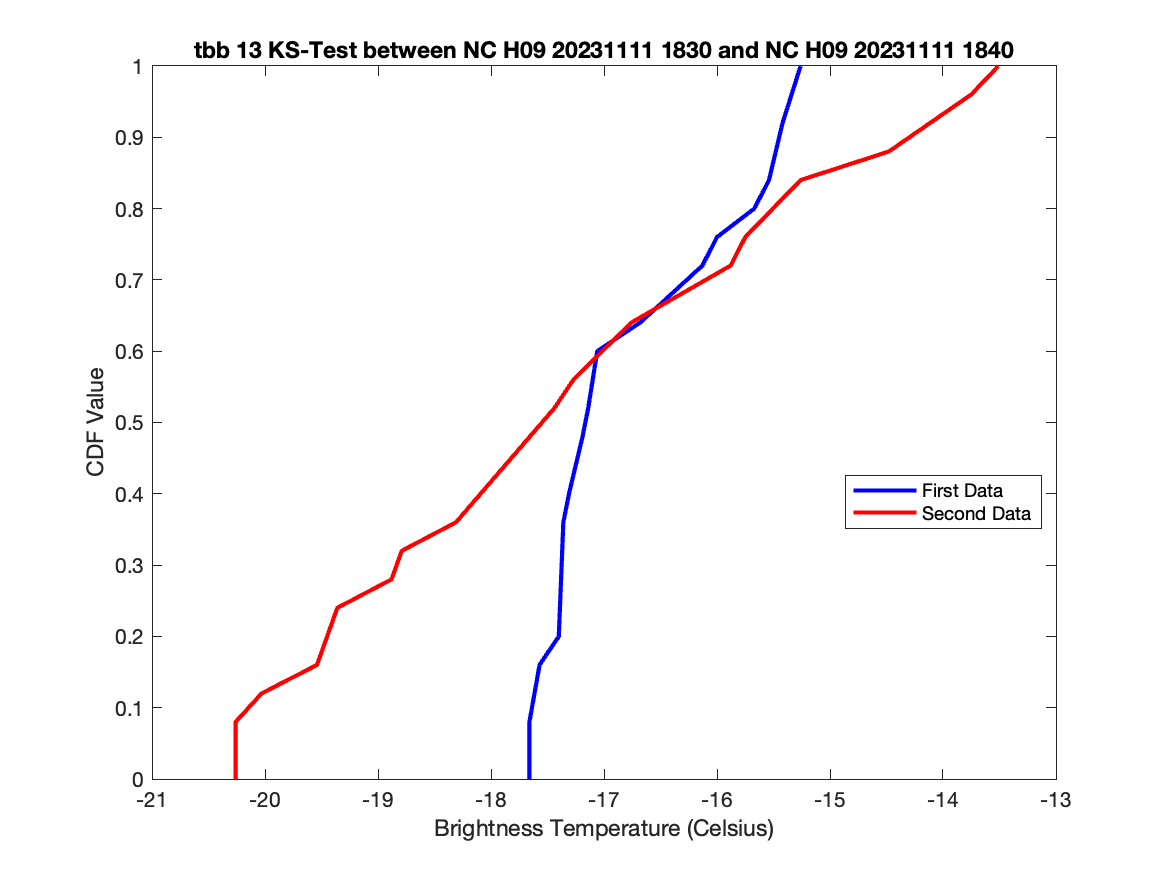 tbb 13 KS-Test between NC H09 20231111 1830 and NC H09 20231111 1840
1
0.9
0.8
0.7
0.6
0.5
0.4
0.3
0.2
0.1
0
CDF Value
First Data
Second Data
-21 -20 -19 -18 -17 -16 -15 -14 -13
Brightness Temperature (Celsius)